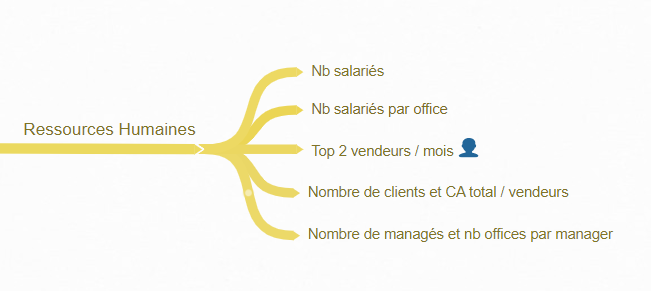 Ressources Humaines
Nb salariés
Nb salariés par office
Top 2 vendeurs / mois
Nombre de clients et CA total / vendeurs
Nombre de managés et nb offices par manager